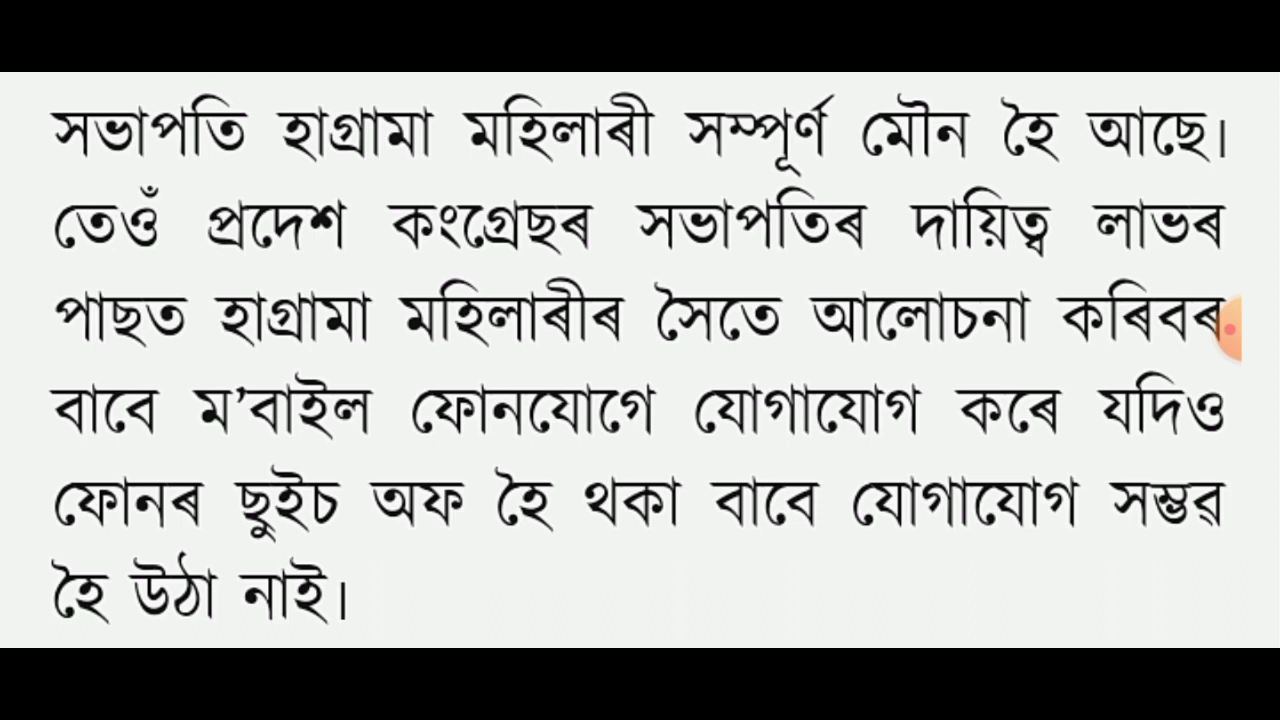 সভাপতি হাগ্ৰামা মহিলাৰী সম্পূৰ্ণ মৌন হৈ আছে।
তেওঁ প্ৰদেশ কংগ্ৰেছৰ সভাপতিৰ দায়িত্ব লাভৰ
পাছত হাগ্ৰামা মহিলাৰীৰ সৈতে আলোচনা কৰিবৰ
বাবে ম’বাইল ফোনযোগে যোগাযোগ কৰে যদিও
ফোনৰ ছুইচ অফ হৈ থকা বাবে যোগাযোগ সম্ভৱ
হৈ উঠা নাই।